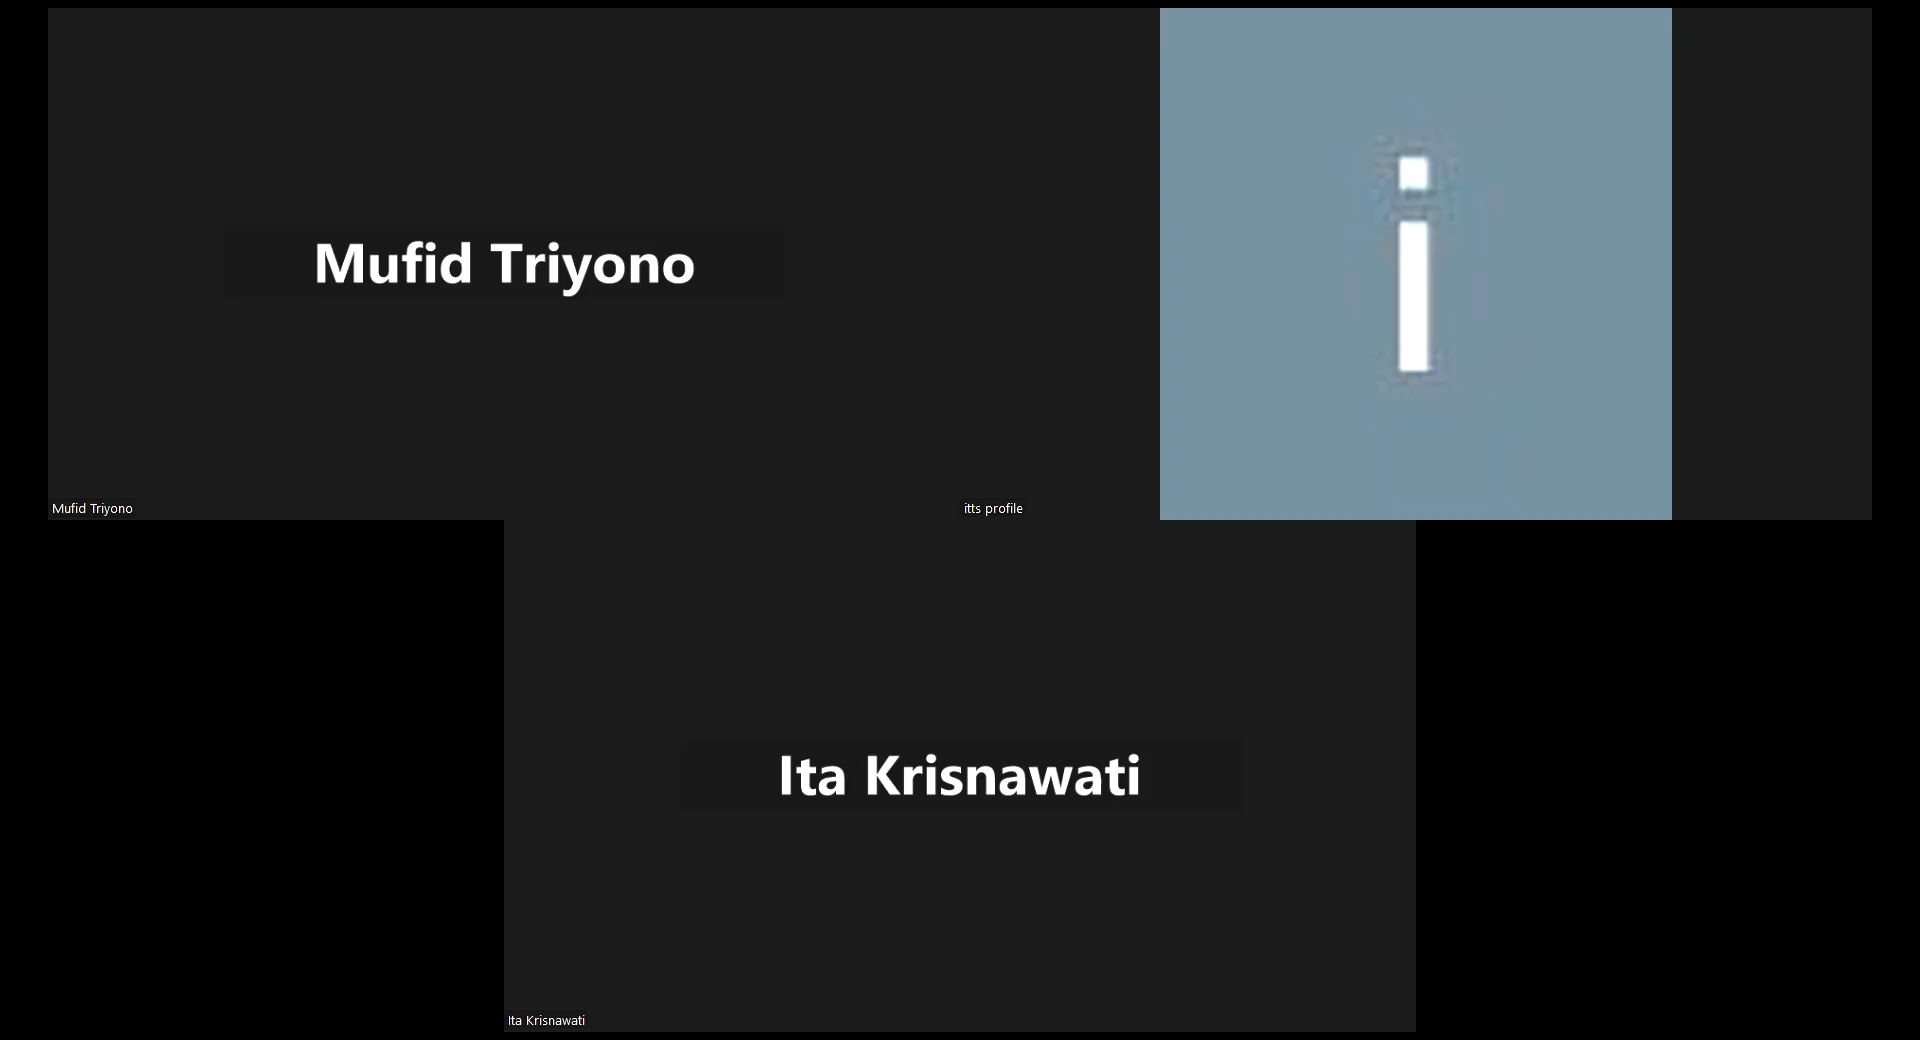 Mufid Triyono
i
Mufid Triyono
itts profile
Ita Krisnawati
Ita Krisnawati